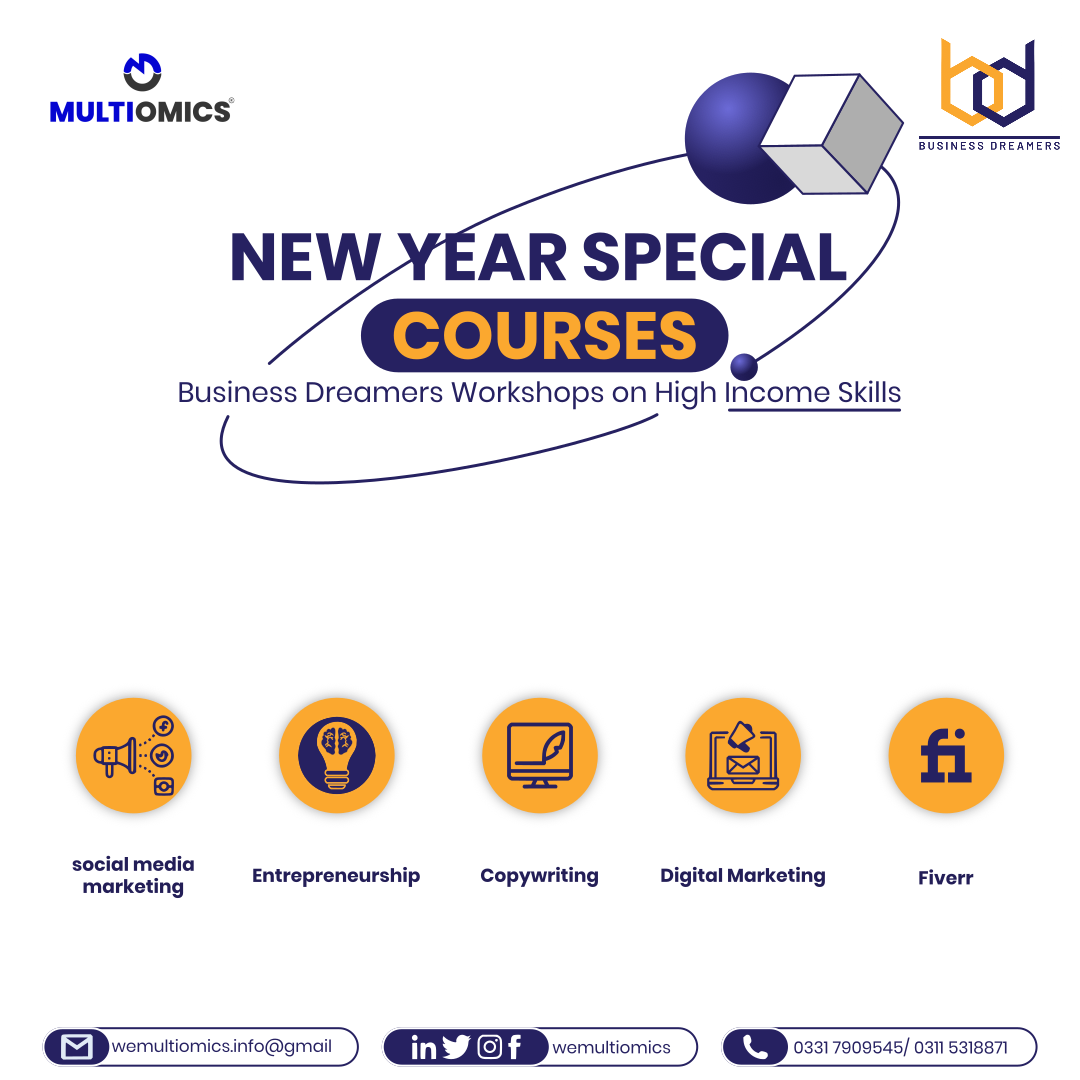 MULTIOMICS®
BUSINESS DREAMERS
NEW YEAR SPECIAL
COURSES
Business Dreamers Workshops on High Income Skills
social media
marketing
Entrepreneurship
Copywriting
Digital Marketing
fi
Fiverr
wemultiomics.info@gmail
in f wemultiomics
0331 7909545/ 0311 5318871